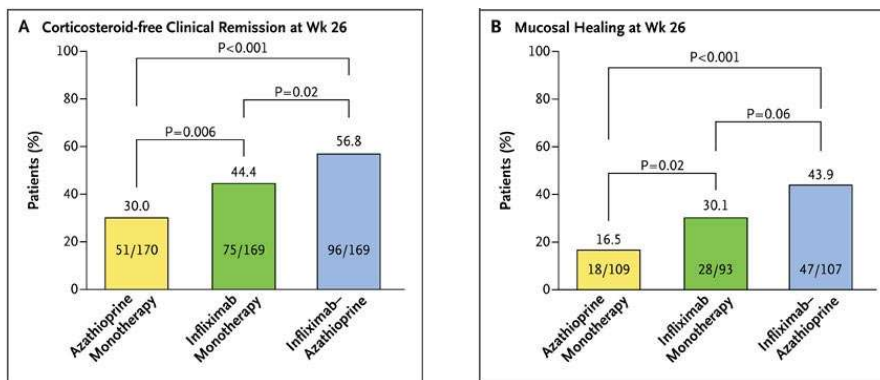 A Corticosteroid-free Clinical Remission at Wk 26
P<0.001
P=0.02
P=0.006
Patients (%)
100
80
60
40
20
0
30.0
44.4
56.8
51/170
75/169
96/169
Azathioprine
Monotherapy
Infliximab
Monotherapy
Infliximab–
Azathioprine
B Mucosal Healing at Wk 26
P<0.001
P=0.06
P=0.02
Patients (%)
100
80
60
40
20
0
16.5
30.1
43.9
18/109
28/93
47/107
Azathioprine
Monotherapy
Infliximab
Monotherapy
Infliximab–
Azathioprine